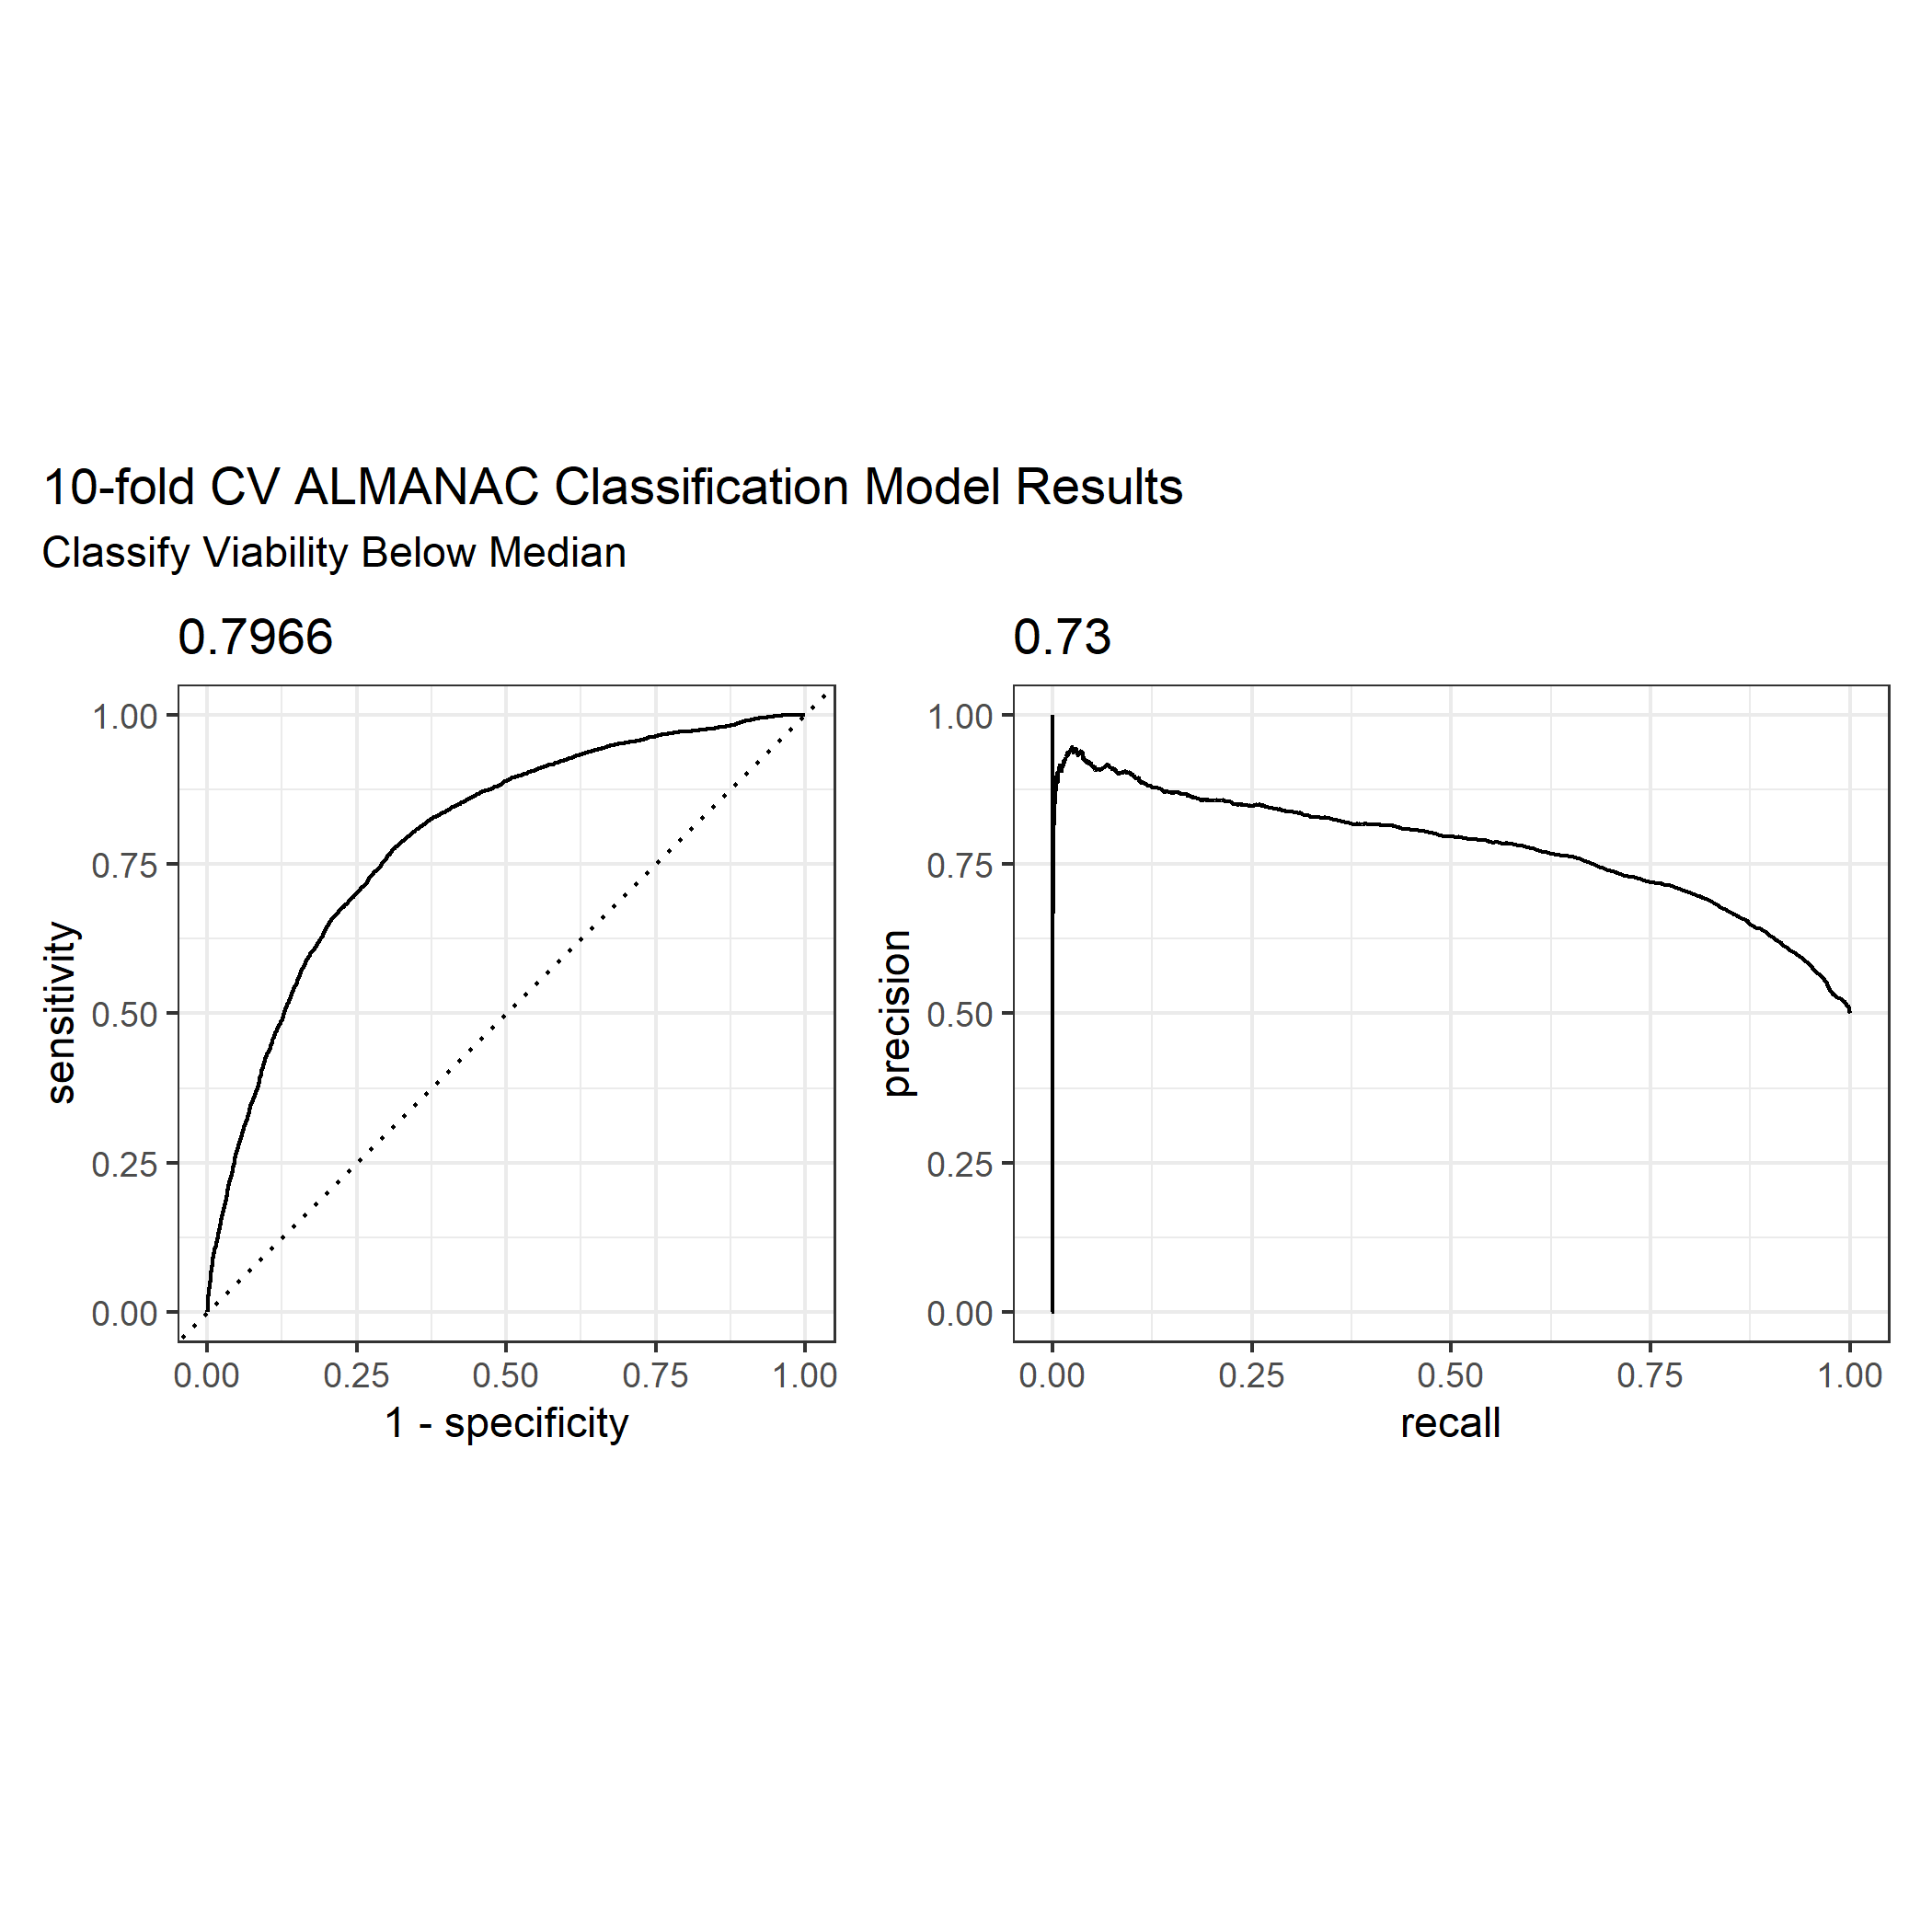 10-fold CV ALMANAC Classification Model Results
Classify Viability Below Median
0.7966
1.00
0.75
0.50
0.25
0.00
sensitivity
0.00 0.25 0.50 0.75 1.00
1 - specificity
0.73
1.00
0.75
0.50
0.25
0.00
precision
0.00 0.25 0.50 0.75 1.00
recall